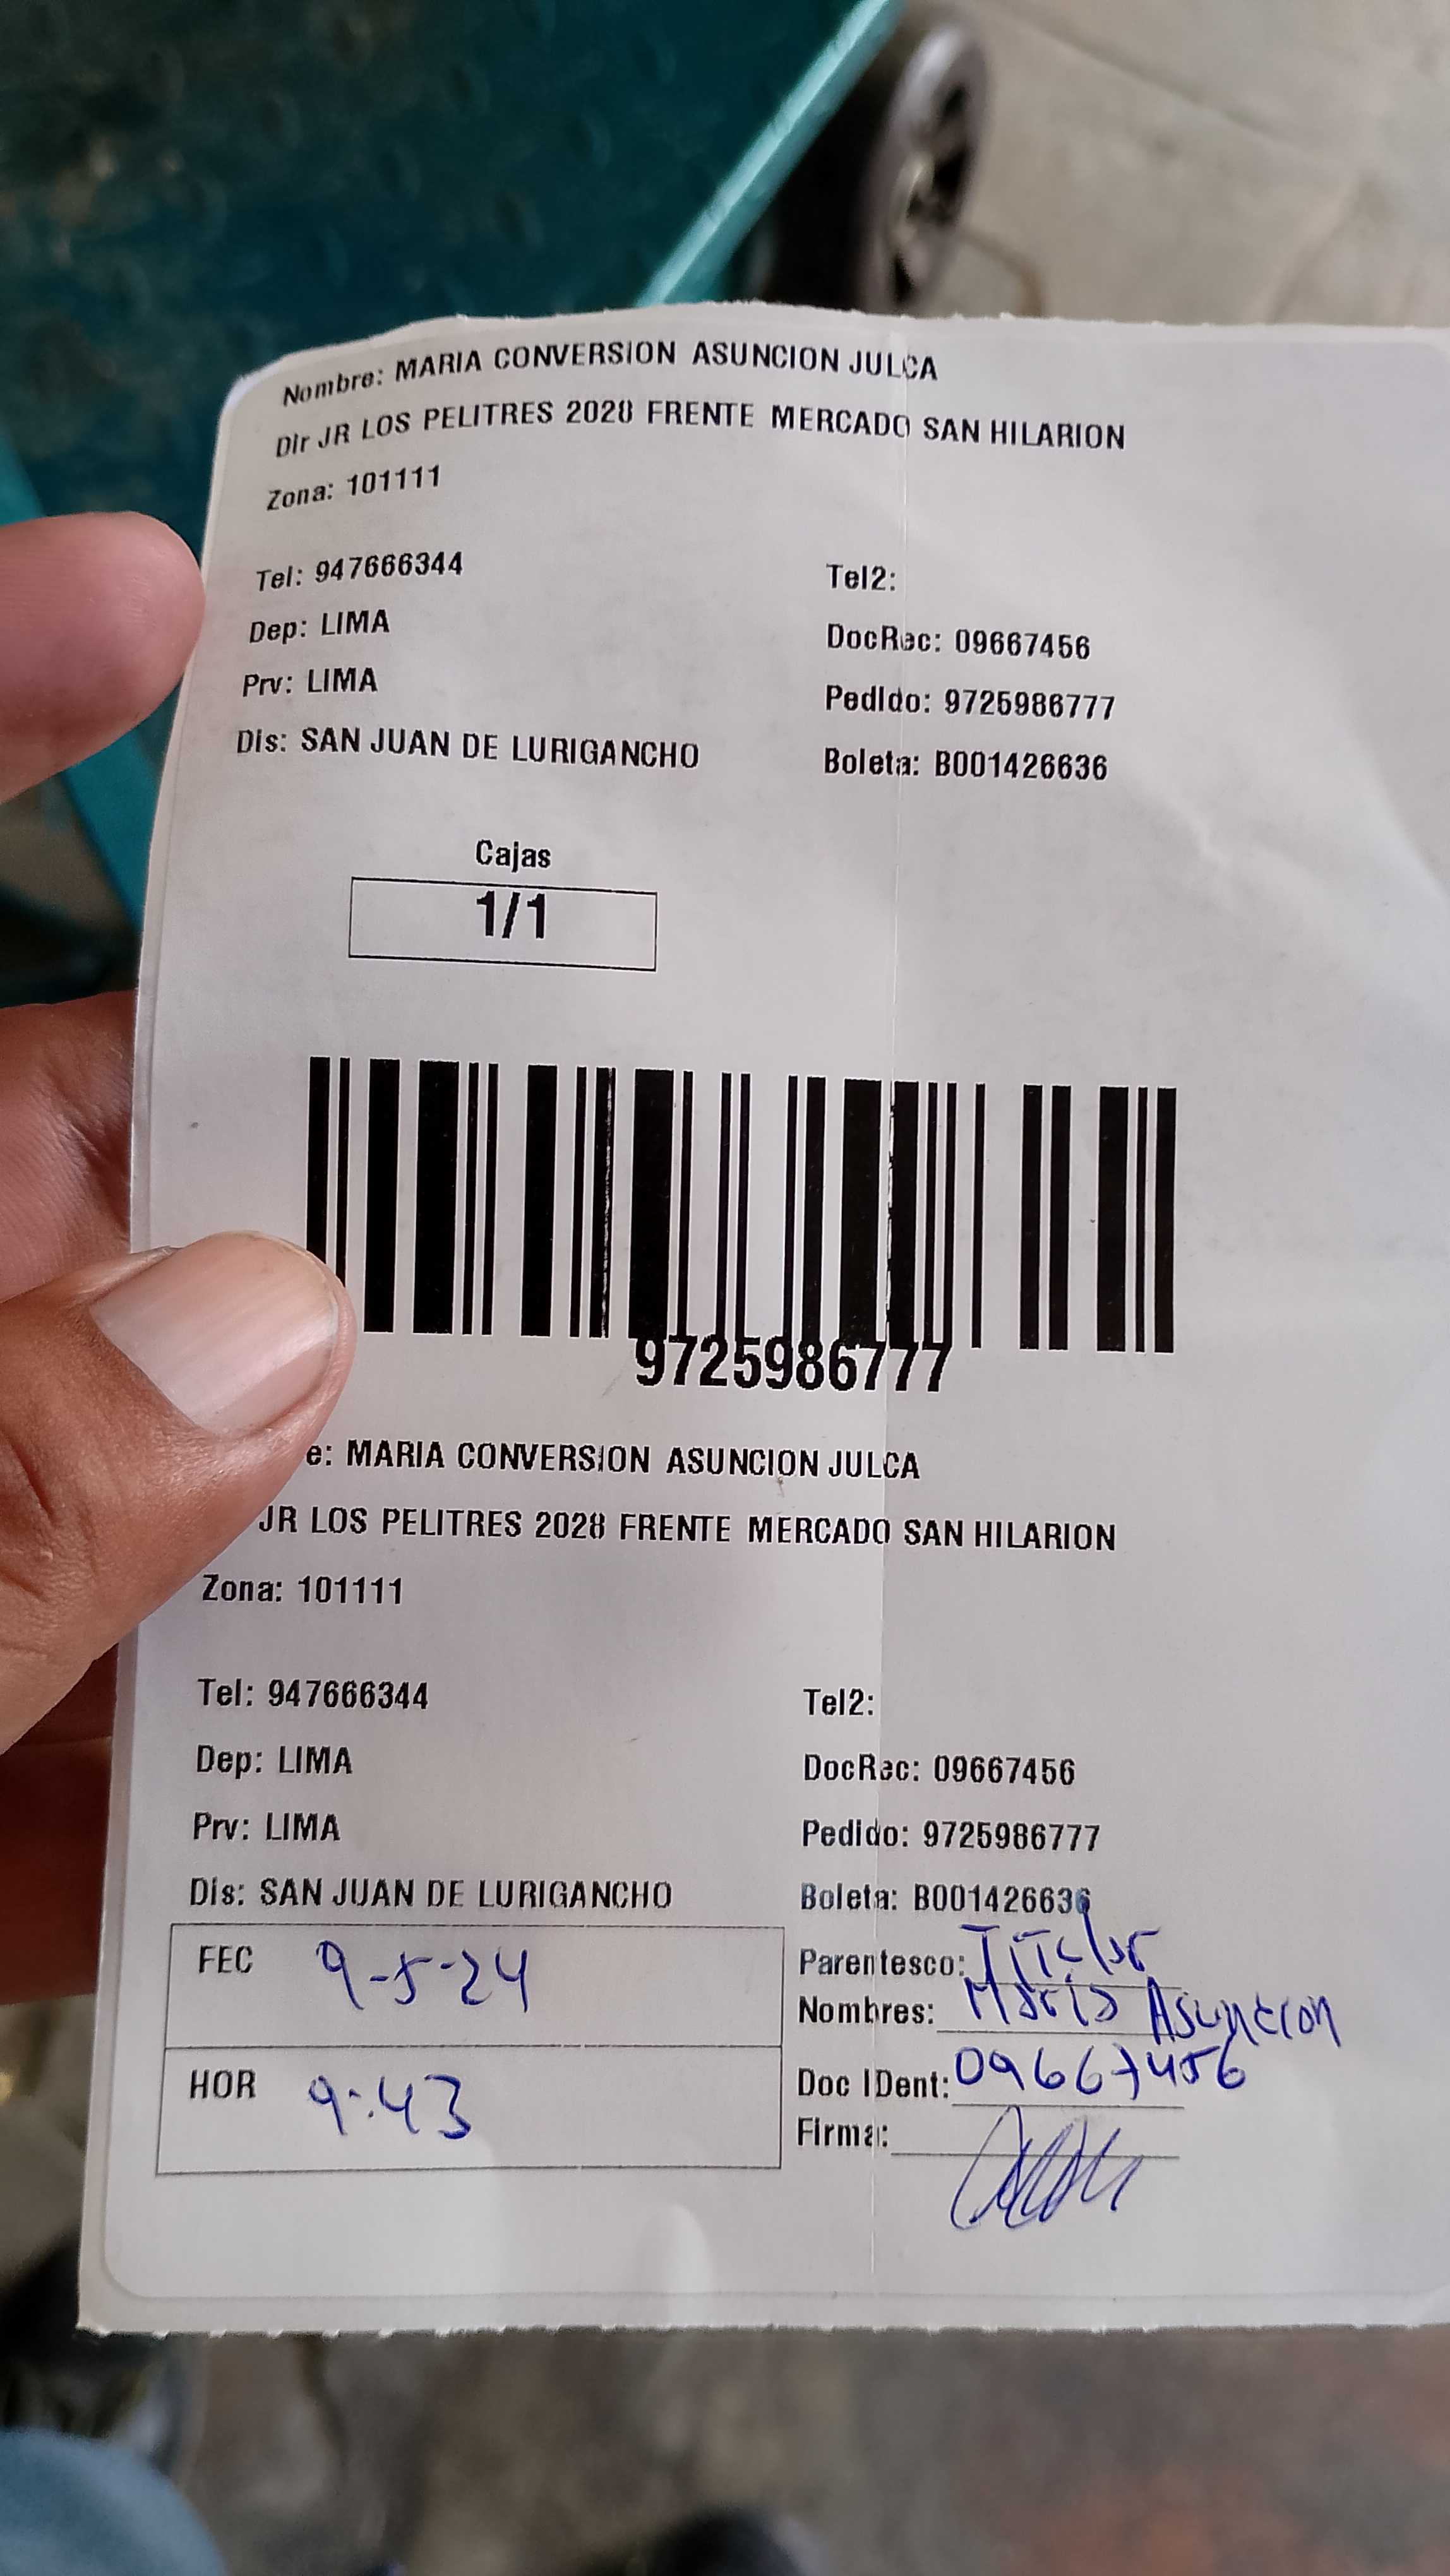 Nombre: MARIA CONVERSION ASUNCION JULCA
Dir JR LOS PELITRES 2028 FRENTE MERCADO SAN HILARION
Zona: 101111
Tel: 947666344 Tel2:
Dep: LIMA DocRec: 09667456
Prv: LIMA Pedido: 9725986777
Dis: SAN JUAN DE LURIGANCHO Boleta: B001426636
Cajas
1/1
9725986777
e: MARIA CONVERSION ASUNCION JULCA
JR LOS PELITRES 2028 FRENTE MERCADO SAN HILARION
Zona: 101111
Tel: 947666344 Tel2:
Dep: LIMA DocRec: 09667456
Prv: LIMA Pedido: 9725986777
Dis: SAN JUAN DE LURIGANCHO Boleta: B001426636
FEC 9-5-24 Parentesco: TiTular
Nombres: Maria Asuncion
HOR 9:43 Doc IDent: 09667456
Firma: